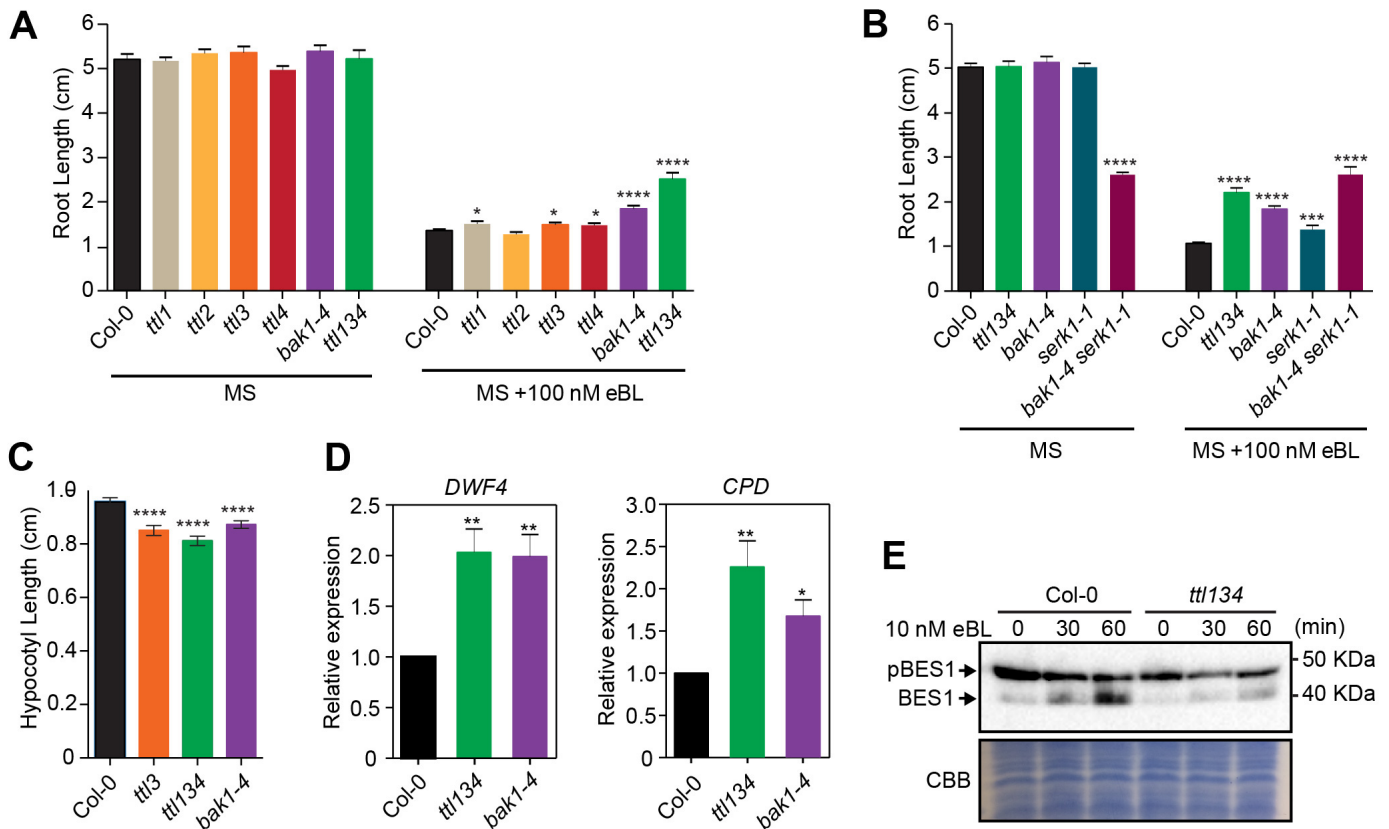 A
Root Length (cm)
6
5
4
3
2
1
0
* * * **** ****
Col-0 ttl1 ttl2 ttl3 ttl4 bak1-4 ttl134 Col-0 ttl1 ttl2 ttl3 ttl4 bak1-4 ttl134
MS MS +100 nM eBL
B
Root Length (cm)
6
5
4
3
2
1
0
**** **** **** *** ****
Col-0 ttl134 bak1-4 serk1-1 bak1-4 serk1-1 Col-0 ttl134 bak1-4 serk1-1 bak1-4 serk1-1
MS MS +100 nM eBL
C
Hypocotyl Length (cm)
1.0
0.8
0.6
0.4
0.2
0
**** **** ****
Col-0 ttl3 ttl134 bak1-4
D
DWF4
Relative expression
2.5
2.0
1.5
1.0
0.5
0
** **
Col-0 ttl134 bak1-4
CPD
Relative expression
3.0
2.5
2.0
1.5
1.0
0.5
0
** *
Col-0 ttl134 bak1-4
E
Col-0 ttl134
10 nM eBL 0 30 60 0 30 60 (min)
pBES1 50 KDa
BES1 40 KDa
CBB